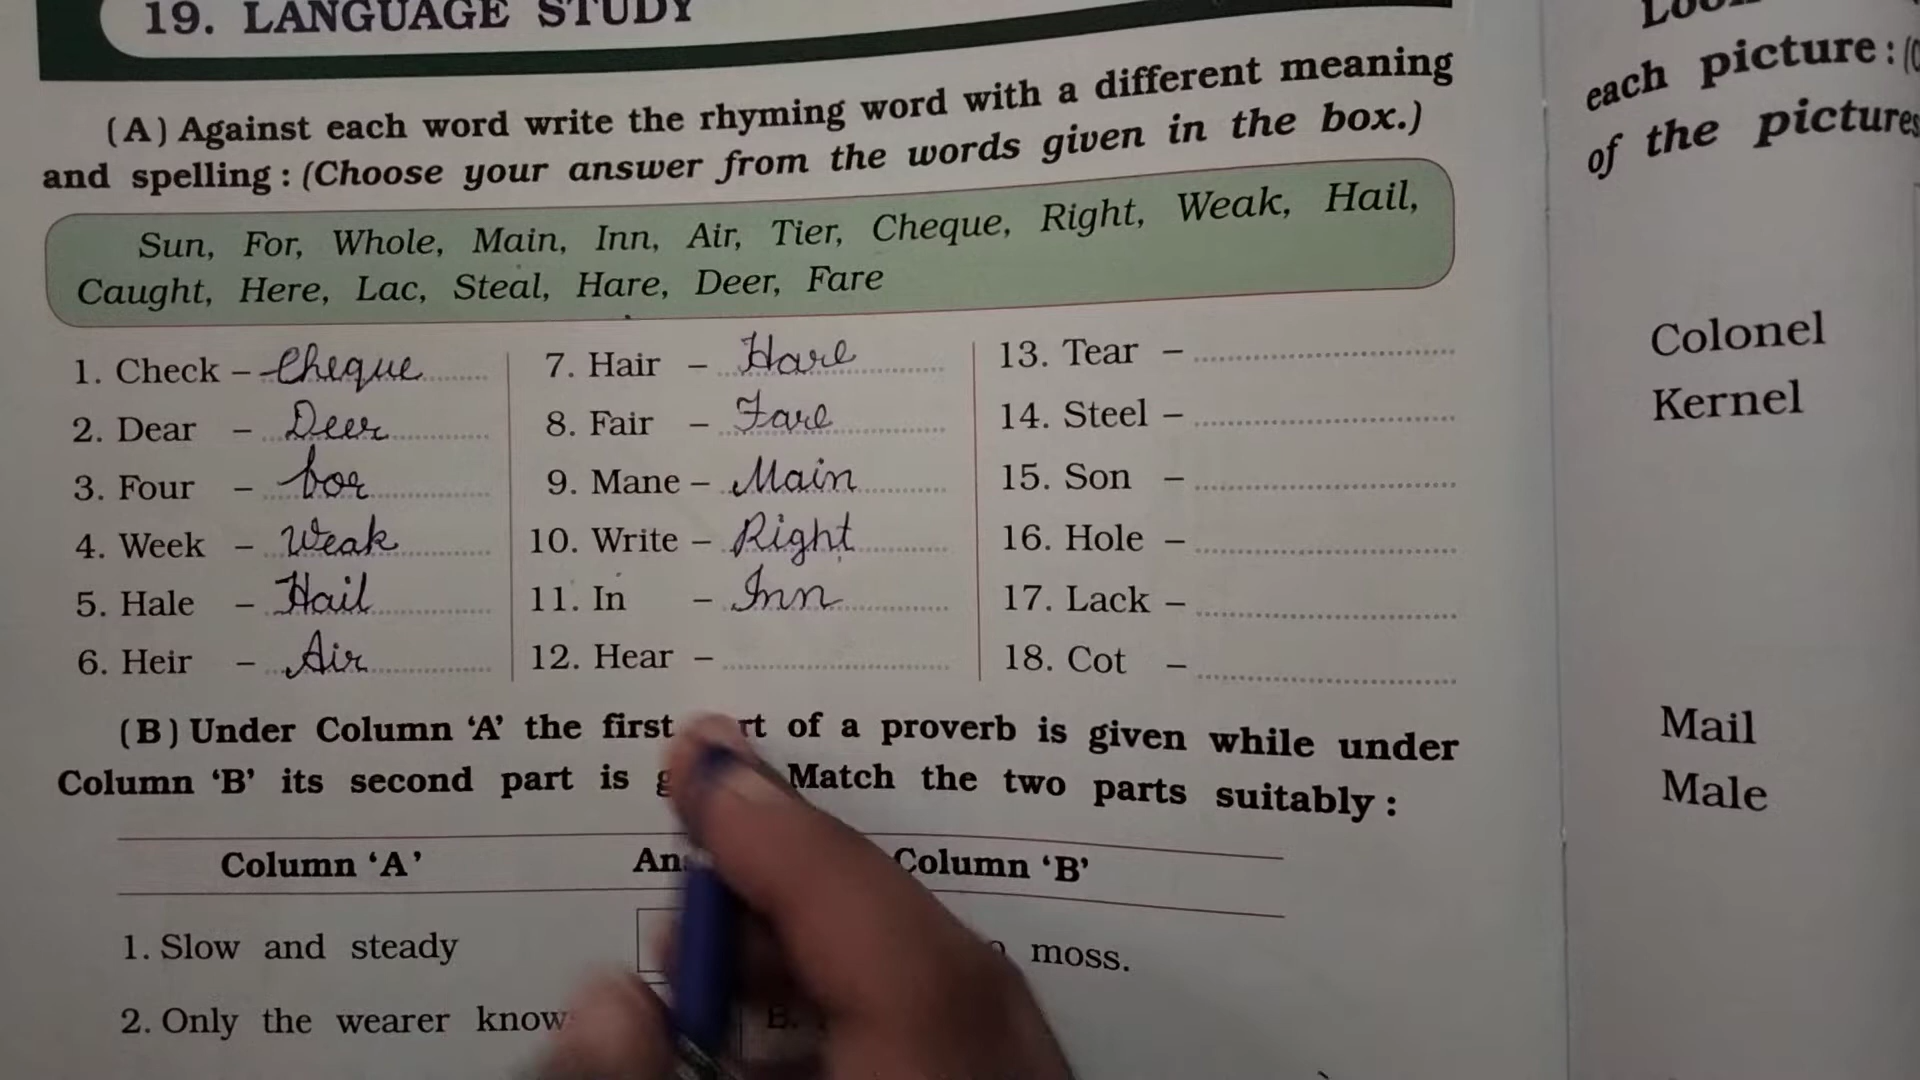 19. LANGUAGE STUDY
(A) Against each word write the rhyming word with a different meaning
and spelling : (Choose your answer from the words given in the box.)
Sun, For, Whole, Main, Inn, Air, Tier, Cheque, Right, Weak, Hail,
Caught, Here, Lac, Steal, Hare, Deer, Fare
1. Check – Cheque
2. Dear – Deer
3. Four – for
4. Week – Weak
5. Hale – Hail
6. Heir – Air
7. Hair – Hare
8. Fair – Fare
9. Mane – Main
10. Write – Right
11. In – Inn
12. Hear –
13. Tear –
14. Steel –
15. Son –
16. Hole –
17. Lack –
18. Cot –
(B) Under Column ‘A’ the first of a proverb is given while under
Column ‘B’ its second part is Match the two parts suitably :
Column ‘A’ Column ‘B’
1. Slow and steady moss.
2. Only the wearer know B.
each picture :
of the pictures
Colonel
Kernel
Mail
Male